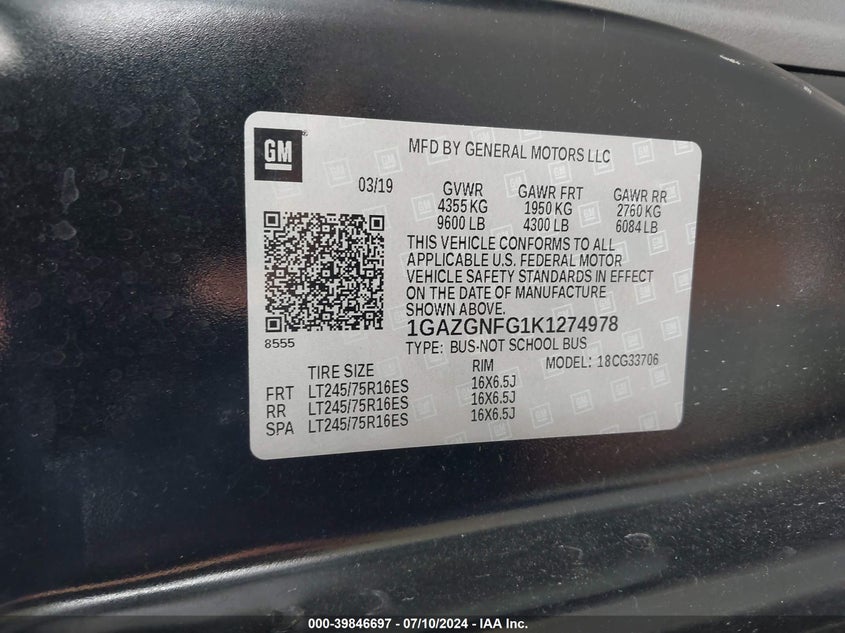 GM
MFD BY GENERAL MOTORS LLC
03/19
GVWR GAWR FRT GAWR RR
4355 KG 1950 KG 2760 KG
9600 LB 4300 LB 6084 LB
THIS VEHICLE CONFORMS TO ALL
APPLICABLE U.S. FEDERAL MOTOR
VEHICLE SAFETY STANDARDS IN EFFECT
ON THE DATE OF MANUFACTURE
SHOWN ABOVE.
1GAZGNFG1K1274978
8555
TYPE: BUS-NOT SCHOOL BUS
TIRE SIZE RIM MODEL: 18CG33706
FRT LT245/75R16ES 16X6.5J
RR LT245/75R16ES 16X6.5J
SPA LT245/75R16ES 16X6.5J
000-39846697 - 07/10/2024 - IAA Inc.